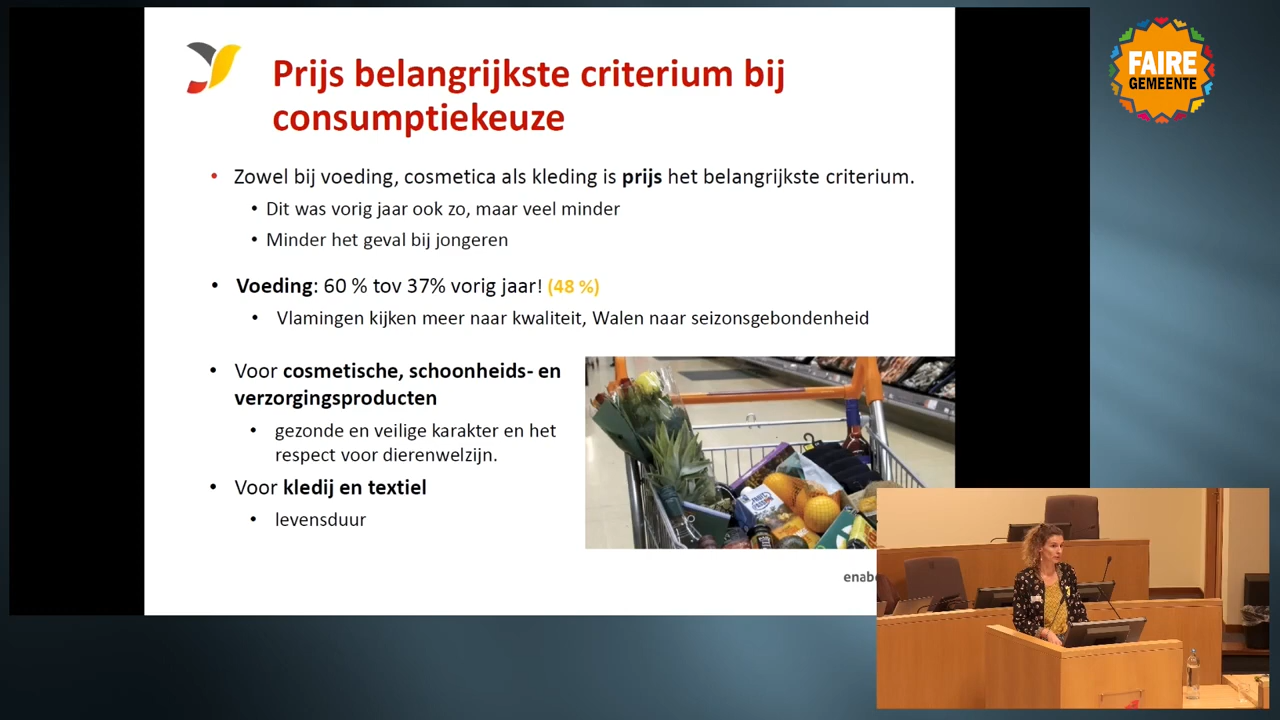 Prijs belangrijkste criterium bij
consumptiekeuze
FAIRE
GEMEENTE
• Zowel bij voeding, cosmetica als kleding is prijs het belangrijkste criterium.
• Dit was vorig jaar ook zo, maar veel minder
• Minder het geval bij jongeren
• Voeding: 60 % tov 37% vorig jaar! (48 %)
• Vlamingen kijken meer naar kwaliteit, Walen naar seizonsgebondenheid
• Voor cosmetische, schoonheids- en
verzorgingsproducten
• gezonde en veilige karakter en het
respect voor dierenwelzijn.
• Voor kledij en textiel
• levensduur